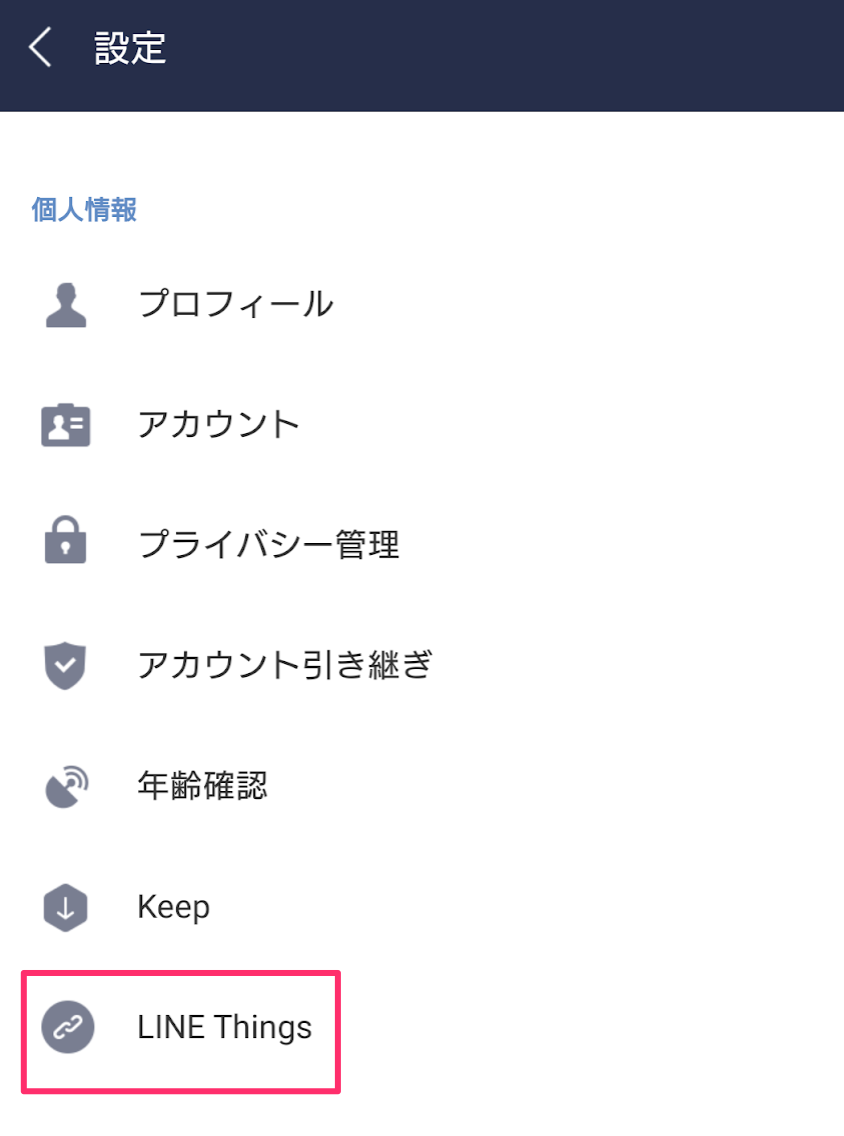 設定
個人情報
プロフィール
アカウント
プライバシー管理
アカウント引き継ぎ
年齢確認
Keep
LINE Things